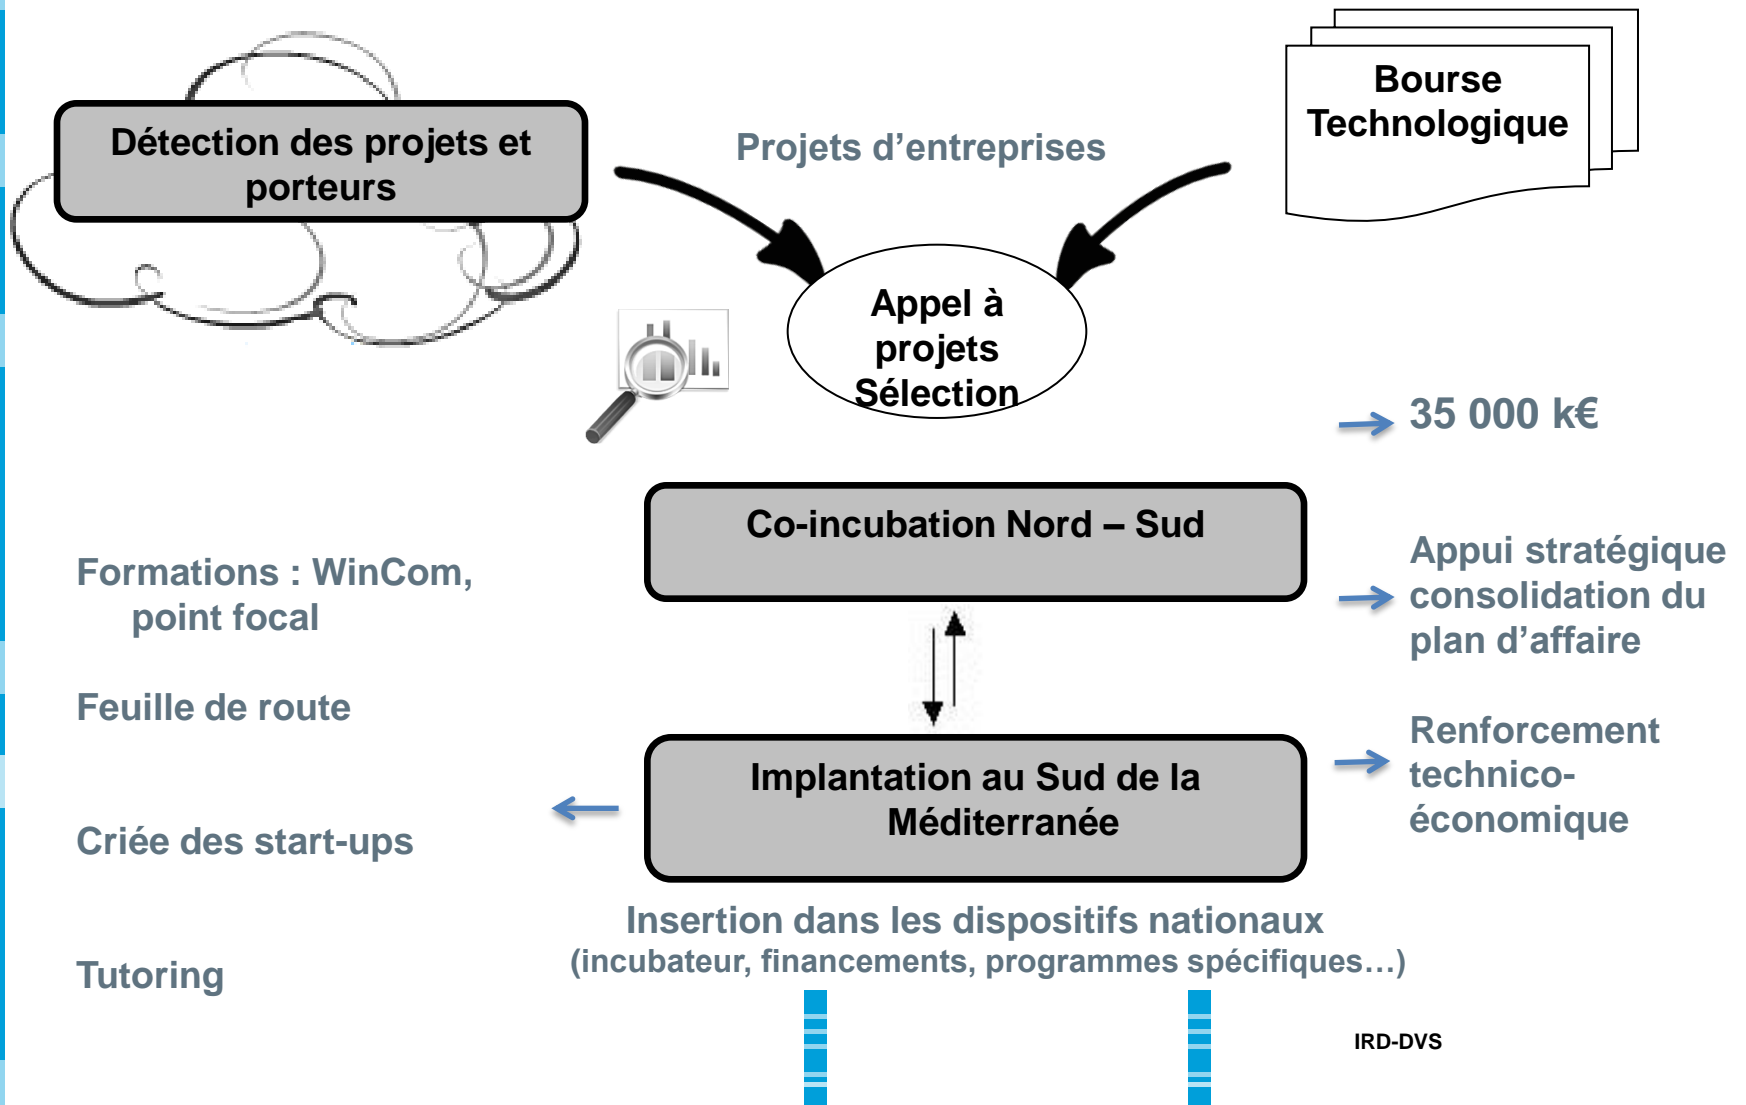 Détection des projets et
porteurs
Projets d’entreprises
Bourse
Technologique
Appel à
projets
Sélection
35 000 k€
Co-incubation Nord – Sud
Appui stratégique
consolidation du
plan d’affaire
Formations : WinCom,
point focal
Feuille de route
Renforcement
technico-
économique
Implantation au Sud de la
Méditerranée
Criée des start-ups
Insertion dans les dispositifs nationaux
(incubateur, financements, programmes spécifiques…)
Tutoring
IRD-DVS